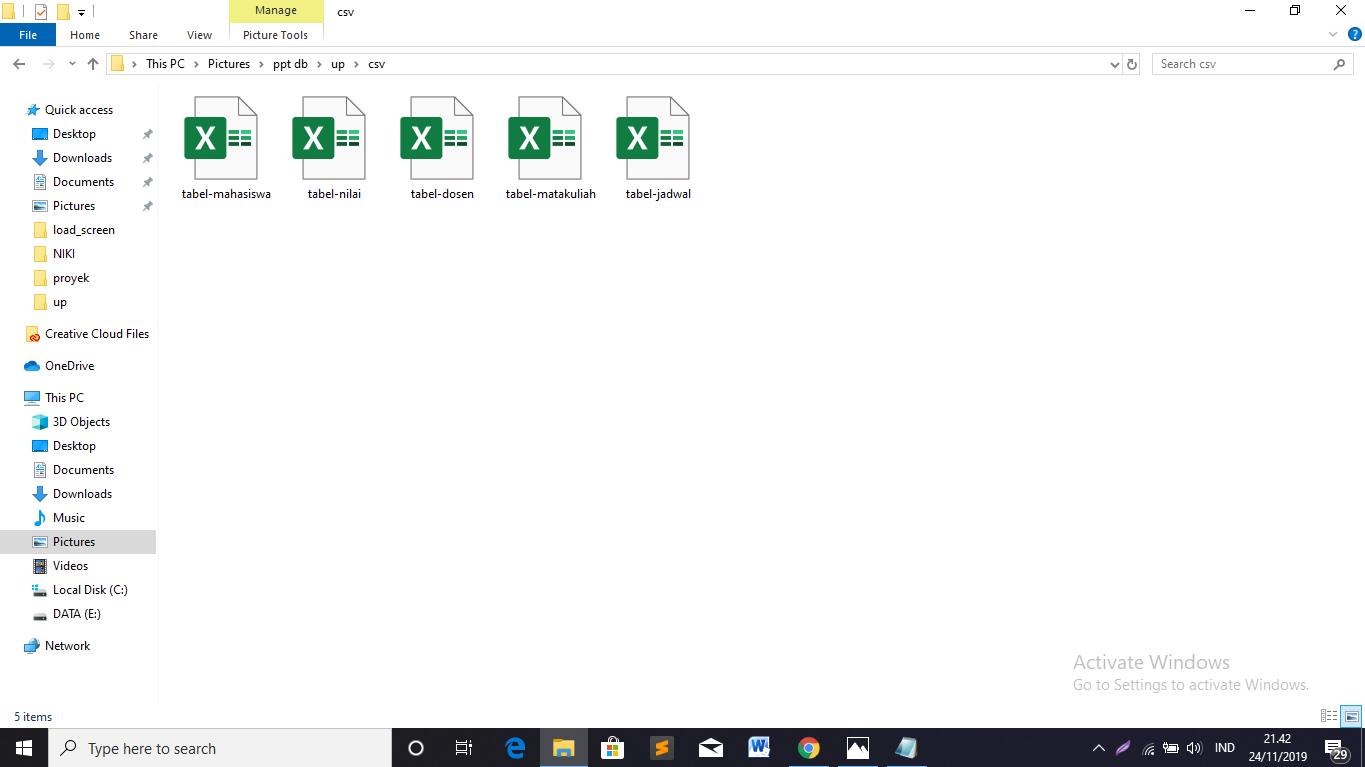 Manage
csv
File
Home
Share
View
Picture Tools
This PC
Pictures
ppt db
up
csv
Search csv
Quick access
Desktop
Downloads
Documents
Pictures
load_screen
NIKI
proyek
up
Creative Cloud Files
OneDrive
This PC
3D Objects
Desktop
Documents
Downloads
Music
Pictures
Videos
Local Disk (C:)
DATA (E:)
Network
tabel-mahasiswa
tabel-nilai
tabel-dosen
tabel-matakuliah
tabel-jadwal
Activate Windows
Go to Settings to activate Windows.
5 items
Type here to search
IND
21.42
24/11/2019
29